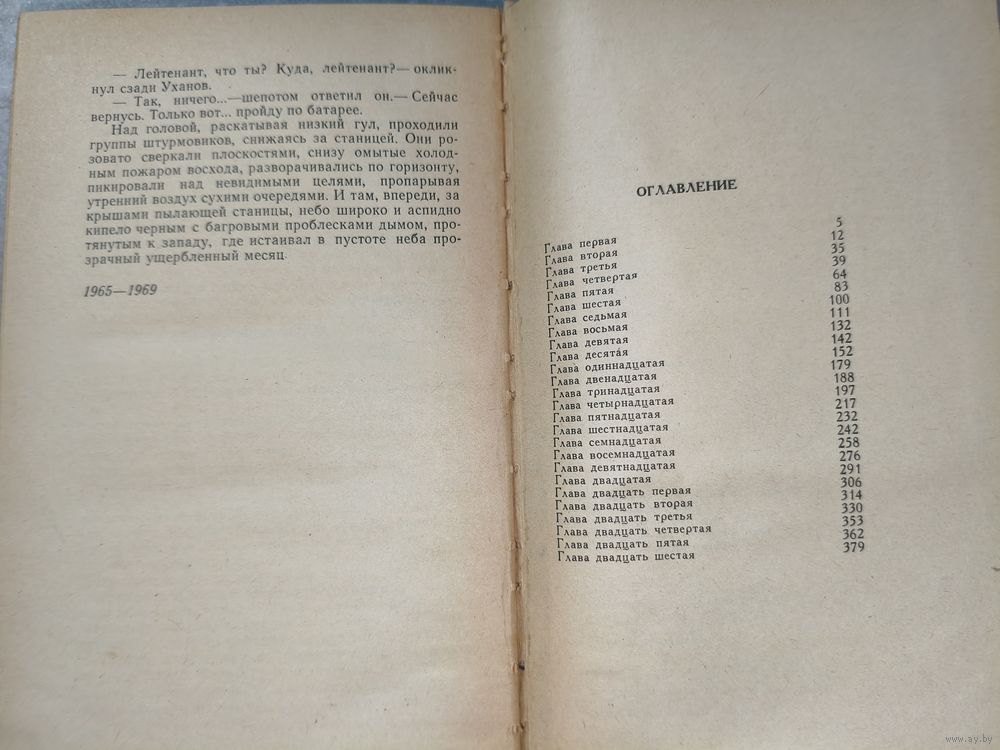 — Лейтенант, что ты? Куда, лейтенант?— оклик-
нул сзади Уханов.
— Так, ничего...—шепотом ответил он.— Сейчас
вернусь. Только вот... пройду по батарее.
Над головой, раскатывая низкий гул, проходили
группы штурмовиков, снижаясь за станицей. Они ро-
зовато сверкали плоскостями, снизу омытые холод-
ным пожаром восхода, разворачивались по горизонту,
пикировали над невидимыми целями, пропарывая
утренний воздух сухими очередями. И там, впереди, за
крышами пылающей станицы, небо широко и аспидно
кипело черным с багровыми проблесками дымом, про-
тянутым к западу, где истаивал в пустоте неба про-
зрачный ущербленный месяц.
1965—1969
ОГЛАВЛЕНИЕ
Глава первая 5
Глава вторая 12
Глава третья 35
Глава четвертая 39
Глава пятая 64
Глава шестая 83
Глава седьмая 100
Глава восьмая 111
Глава девятая 132
Глава десятая 142
Глава одиннадцатая 152
Глава двенадцатая 179
Глава тринадцатая 188
Глава четырнадцатая 197
Глава пятнадцатая 217
Глава шестнадцатая 232
Глава семнадцатая 242
Глава восемнадцатая 258
Глава девятнадцатая 276
Глава двадцатая 291
Глава двадцать первая 306
Глава двадцать вторая 314
Глава двадцать третья 330
Глава двадцать четвертая 353
Глава двадцать пятая 362
Глава двадцать шестая 379
www.ay.by